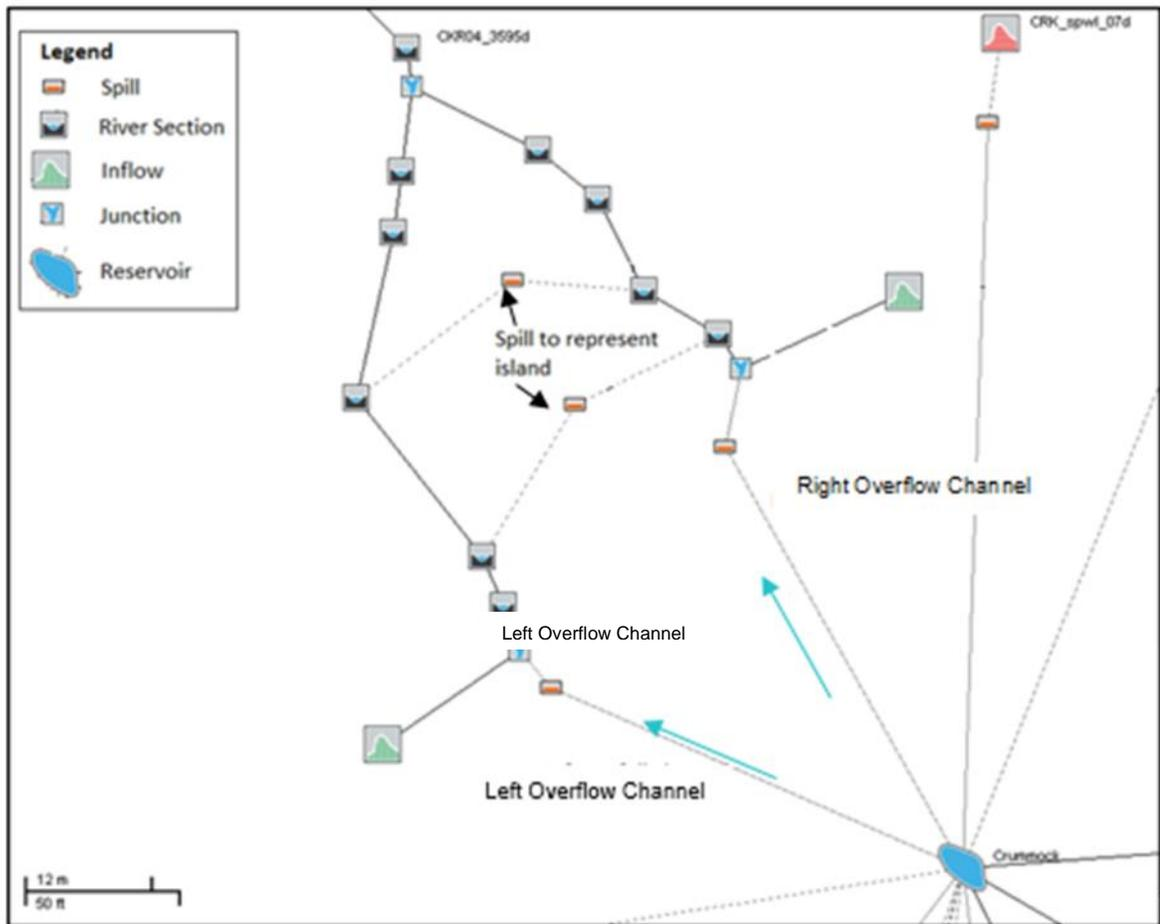 CKR04_3595d
CRK_spwl_07d
Legend
Spill
River Section
Inflow
Junction
Reservoir
Spill to represent
island
Right Overflow Channel
Left Overflow Channel
Left Overflow Channel
Crummock
12 m
50 ft